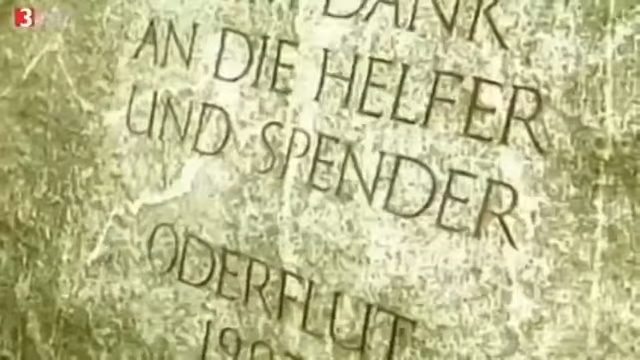 3
DANK
AN DIE HELFER
UND SPENDER
ODERFLUT